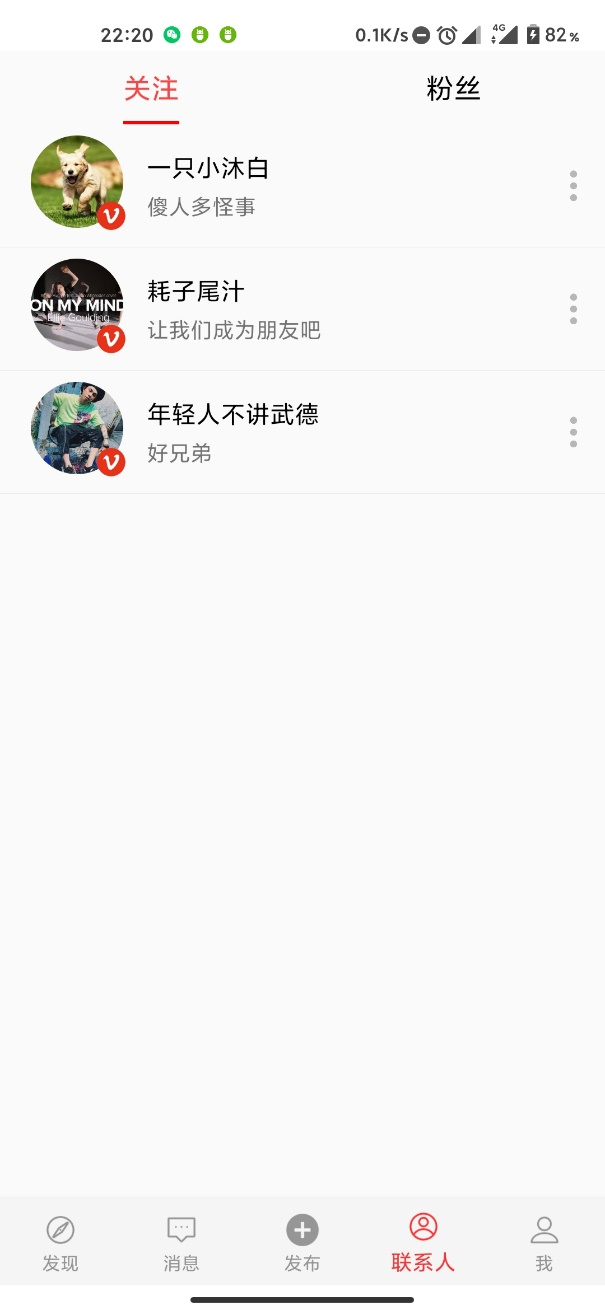 22:20 0.1K/s 4G 82%
关注 粉丝
一只小沐白
傻人多怪事
耗子尾汁
让我们成为朋友吧
ON MY MIND
Ellie Goulding
年轻人不讲武德
好兄弟
发现 消息 发布 联系人 我